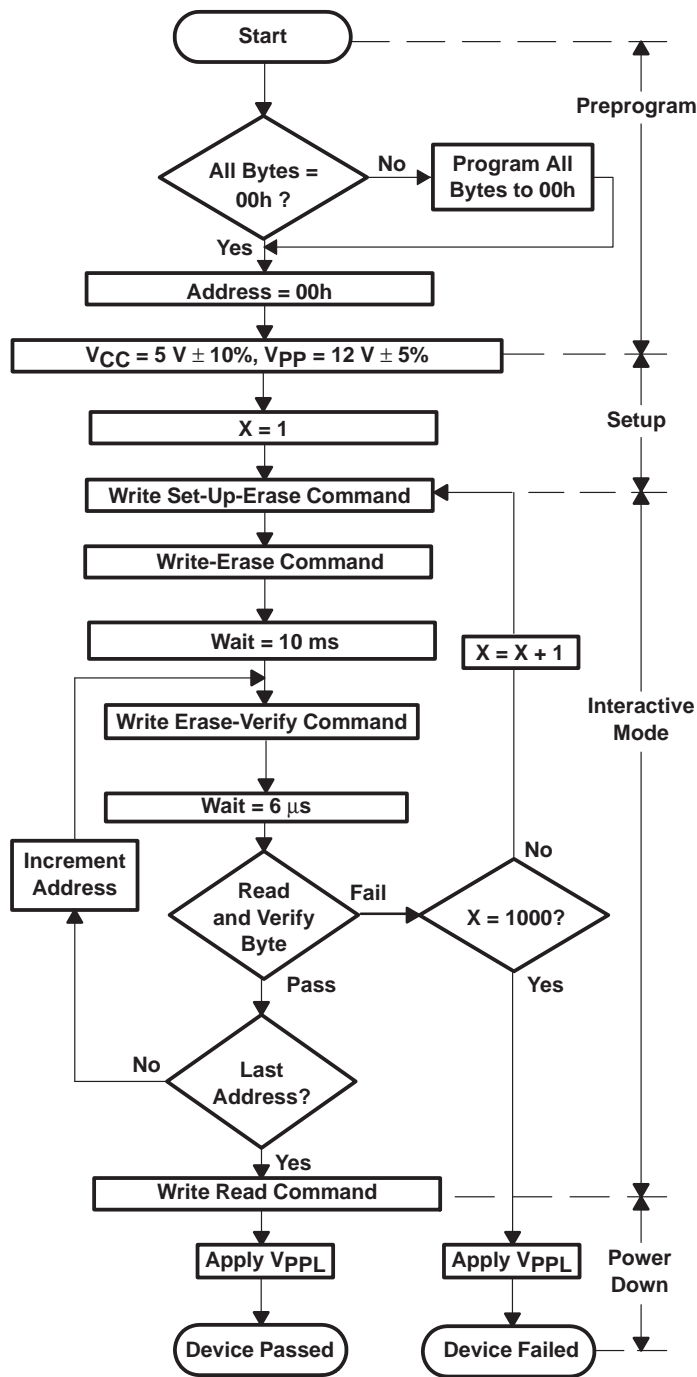 Start
Preprogram
All Bytes =
00h ?
No
Program All
Bytes to 00h
Yes
Address = 00h
VCC = 5 V ± 10%, VPP = 12 V ± 5%
Setup
X = 1
Write Set-Up-Erase Command
Write-Erase Command
Wait = 10 ms
X = X + 1
Interactive
Mode
Write Erase-Verify Command
Wait = 6 μs
Increment
Address
No
Read
and Verify
Byte
Fail
X = 1000?
Pass
Yes
No
Last
Address?
Yes
Write Read Command
Apply VPPL
Apply VPPL
Power
Down
Device Passed
Device Failed